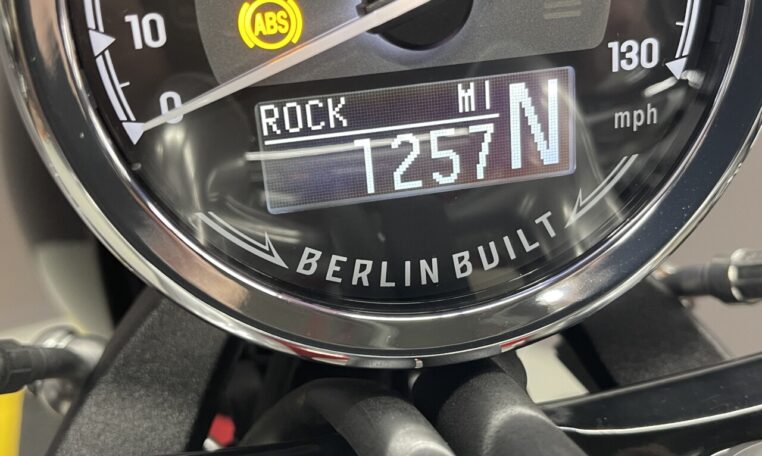 10
ABS
0
130
mph
ROCK MI
1257 N
BERLIN BUILT